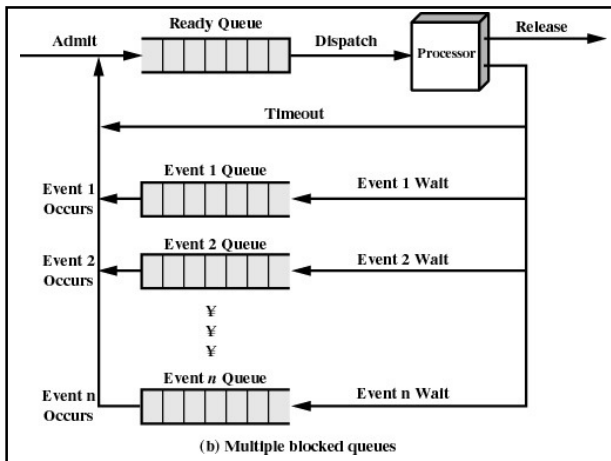 Ready Queue
Release
Admit
Dispatch
Processor
Timeout
Event 1 Queue
Event 1
Occurs
Event 1 Wait
Event 2 Queue
Event 2
Occurs
Event 2 Wait
¥
¥
¥
Event n Queue
Event n
Occurs
Event n Wait
(b) Multiple blocked queues